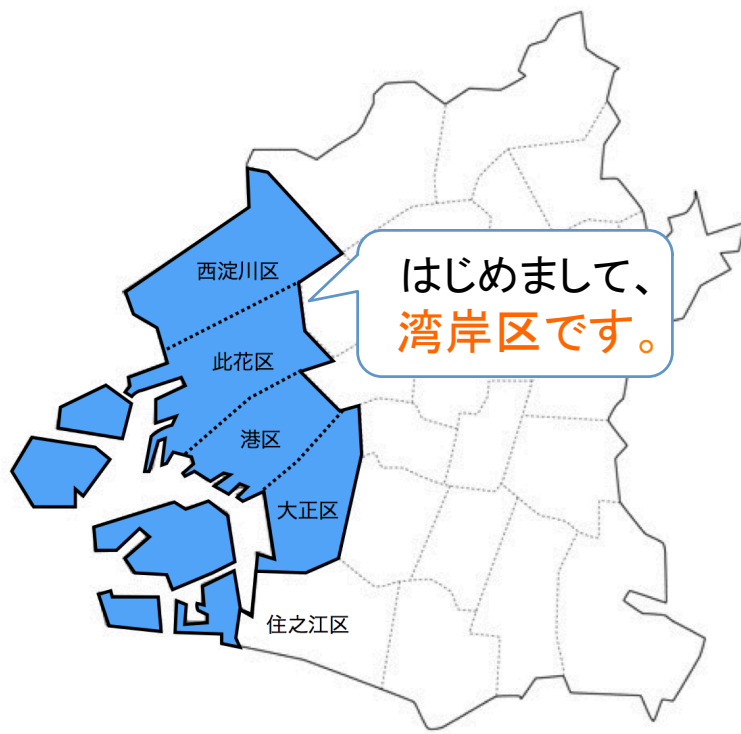 西淀川区
はじめまして、
湾岸区です。
此花区
港区
大正区
住之江区